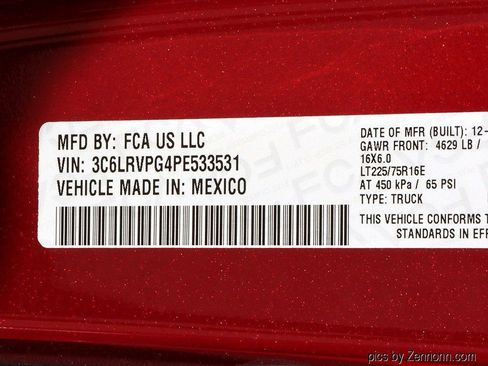 MFD BY: FCA US LLC
VIN: 3C6LRVPG4PE533531
VEHICLE MADE IN: MEXICO
DATE OF MFR (BUILT): 12-
GAWR FRONT: 4629 LB /
16X6.0
LT225/75R16E
AT 450 kPa / 65 PSI
TYPE: TRUCK
THIS VEHICLE CONFORMS T
STANDARDS IN EFF
pics by Zennonn.com